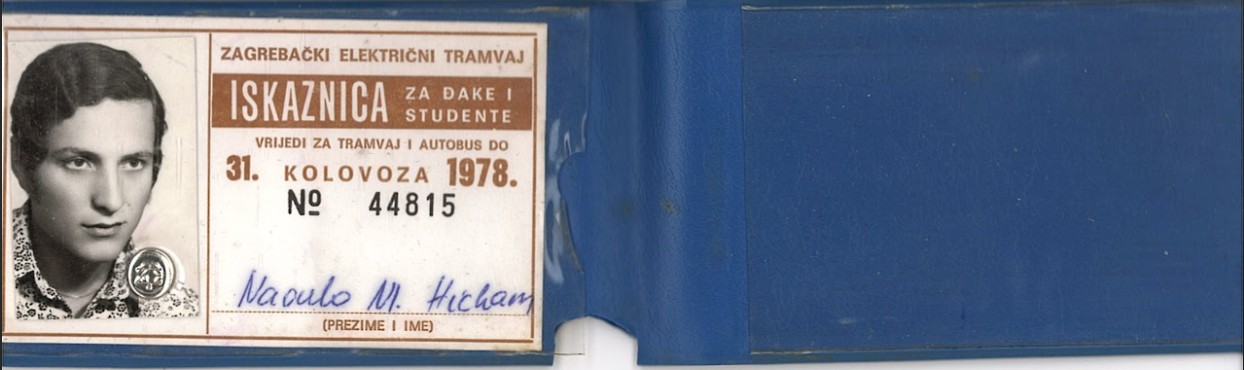 ZAGREBAČKI ELEKTRIČNI TRAMVAJ
ISKAZNICA ZA ĐAKE I STUDENTE
VRIJEDI ZA TRAMVAJ I AUTOBUS DO
31. KOLOVOZA 1978.
Nº 44815
M. Hicham
(PREZIME I IME)